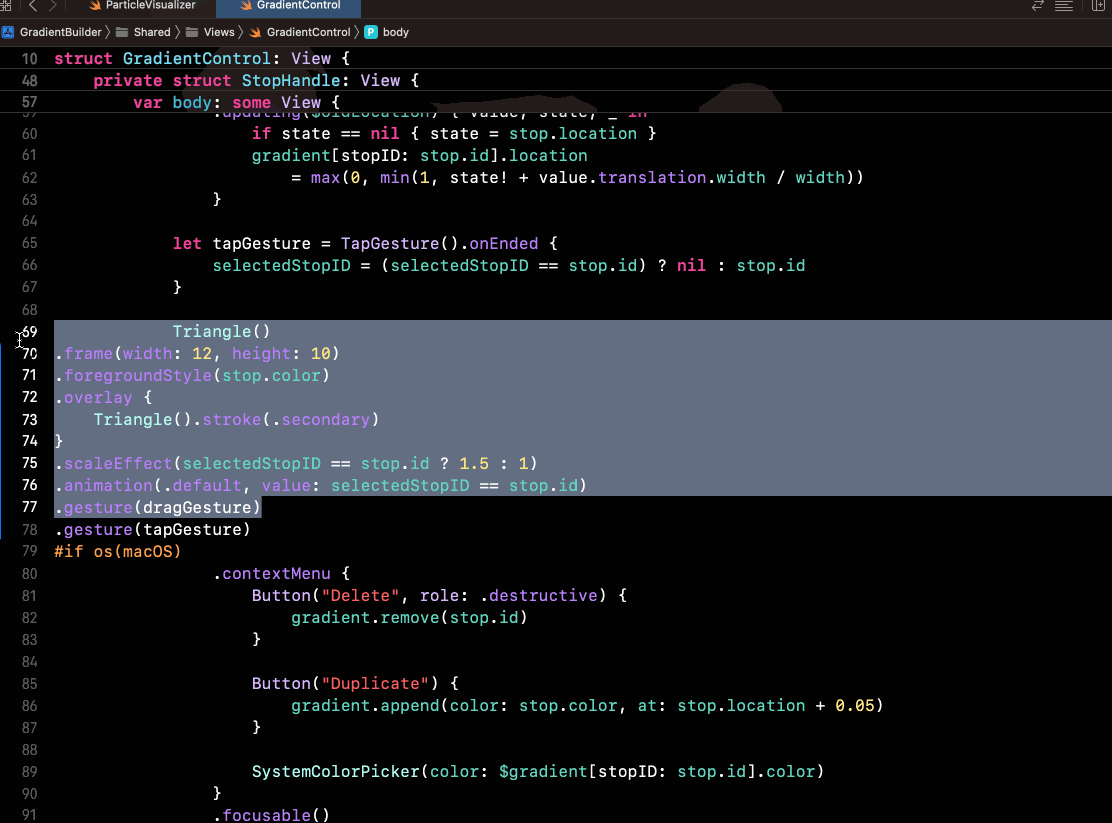 ParticleVisualizer GradientControl
GradientBuilder Shared Views GradientControl P body
10 struct GradientControl: View {
48 private struct StopHandle: View {
57 var body: some View {
59 .updating($oldLocation) { value, state, _ in
60 if state == nil { state = stop.location }
61 gradient[stopID: stop.id].location
62 = max(0, min(1, state! + value.translation.width / width))
63 }
64
65 let tapGesture = TapGesture().onEnded {
66 selectedStopID = (selectedStopID == stop.id) ? nil : stop.id
67 }
68
69 Triangle()
70 .frame(width: 12, height: 10)
71 .foregroundStyle(stop.color)
72 .overlay {
73 Triangle().stroke(.secondary)
74 }
75 .scaleEffect(selectedStopID == stop.id ? 1.5 : 1)
76 .animation(.default, value: selectedStopID == stop.id)
77 .gesture(dragGesture)
78 .gesture(tapGesture)
79 #if os(macOS)
80 .contextMenu {
81 Button("Delete", role: .destructive) {
82 gradient.remove(stop.id)
83 }
84
85 Button("Duplicate") {
86 gradient.append(color: stop.color, at: stop.location + 0.05)
87 }
88
89 SystemColorPicker(color: $gradient[stopID: stop.id].color)
90 }
91 .focusable()